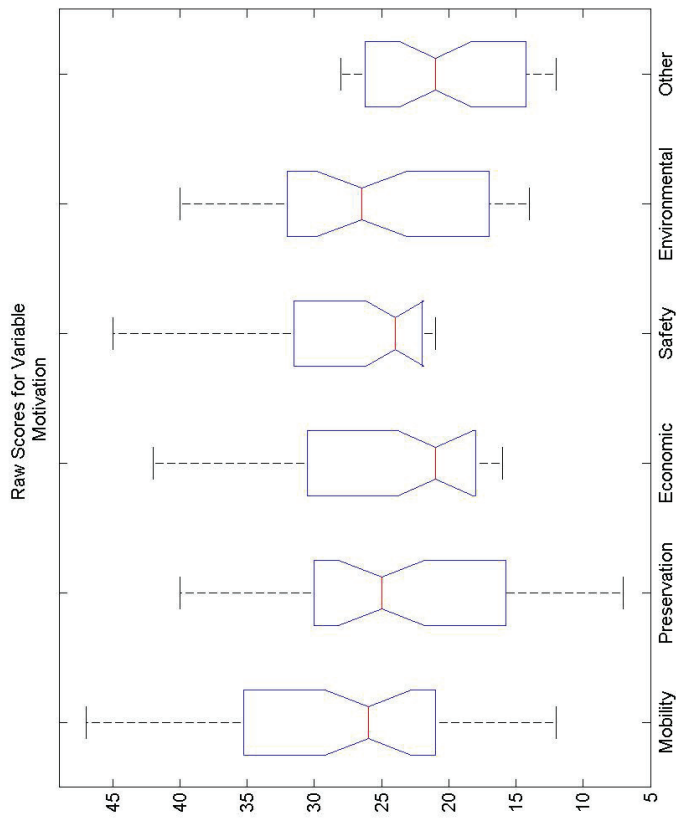 Raw Scores for Variable
Motivation
45
40
35
30
25
20
15
10
5
Mobility
Preservation
Economic
Safety
Environmental
Other